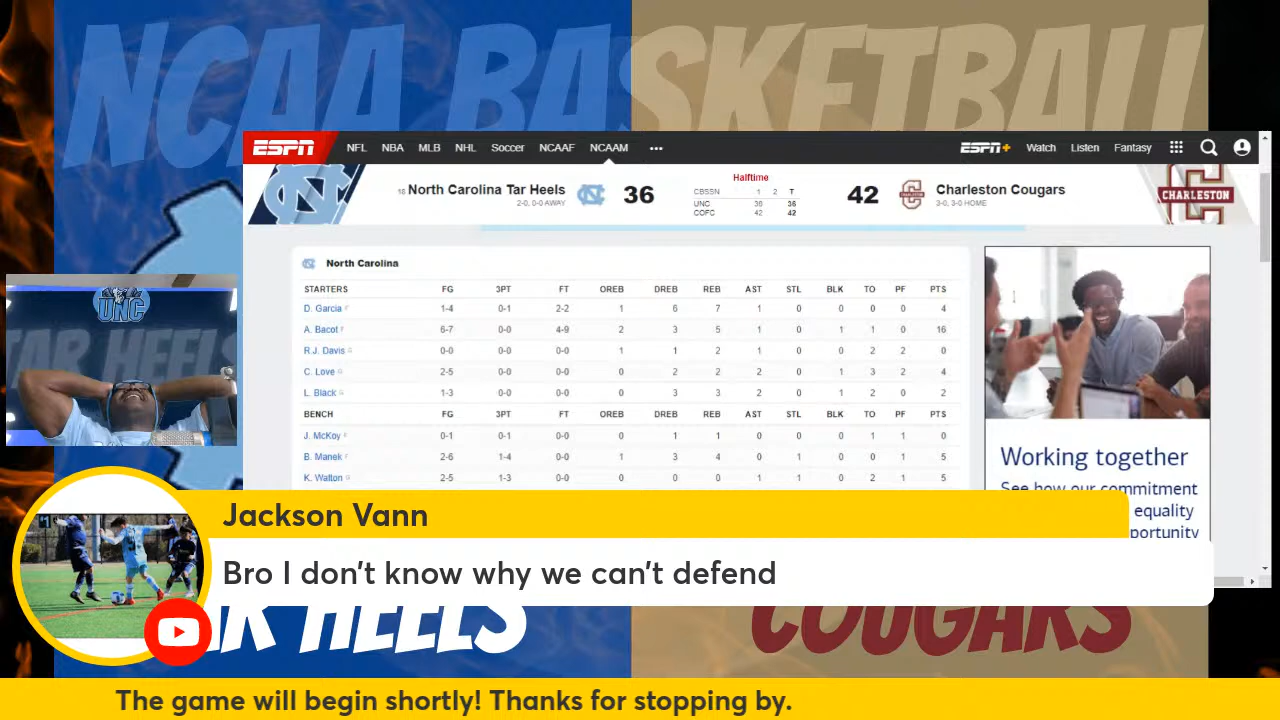 NCAA BASKETBALL
ESPN NFL NBA MLB NHL Soccer NCAAF NCAAM ••• ESPN+ Watch Listen Fantasy
18 North Carolina Tar Heels 36 Halftime 42 Charleston Cougars
2-0, 0-0 AWAY 3-0, 3-0 HOME
CBSSN 1 2 T
UNC 36 36
COFC 42 42
CHARLESTON
North Carolina
STARTERS FG 3PT FT OREB DREB REB AST STL BLK TO PF PTS
D. Garcia F 1-4 0-1 2-2 1 6 7 1 0 0 0 0 4
A. Bacot F 6-7 0-0 4-9 2 3 5 1 0 1 1 0 16
R.J. Davis G 0-0 0-0 0-0 1 1 2 1 0 0 2 2 0
C. Love G 2-5 0-0 0-0 0 2 2 2 0 1 3 2 4
L. Black G 1-3 0-0 0-0 0 3 3 2 0 1 2 0 2
BENCH FG 3PT FT OREB DREB REB AST STL BLK TO PF PTS
J. McKoy F 0-1 0-1 0-0 0 1 1 0 0 0 1 1 0
B. Manek F 2-6 1-4 0-0 1 3 4 0 1 0 0 1 5
K. Walton G 2-5 1-3 0-0 0 0 0 1 1 0 2 1 5
Working together
See how our commitment
equality
portunity
UNC
TAR HEELS
Jackson Vann
Bro I don't know why we can't defend
AR HEELS
COUGARS
The game will begin shortly! Thanks for stopping by.